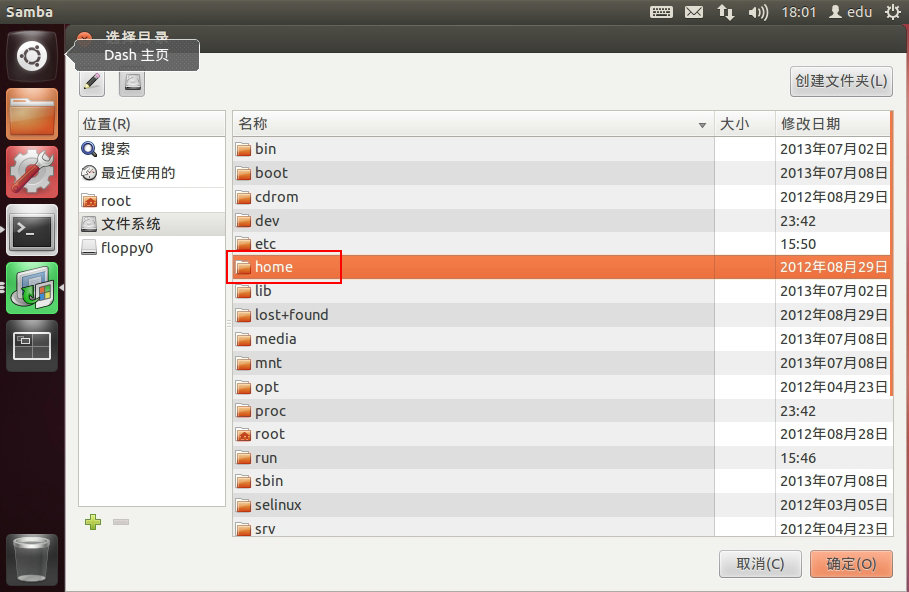 Samba
18:01 edu
选择目录
Dash 主页
创建文件夹(L)
位置(R)
搜索
最近使用的
root
文件系统
floppy0
名称 大小 修改日期
bin 2013年07月02日
boot 2013年07月08日
cdrom 2012年08月29日
dev 23:42
etc 15:50
home 2012年08月29日
lib 2013年07月02日
lost+found 2012年08月29日
media 2013年07月08日
mnt 2013年07月08日
opt 2012年04月23日
proc 23:42
root 2012年08月28日
run 15:46
sbin 2013年07月08日
selinux 2012年03月05日
srv 2012年04月23日
取消(C) 确定(O)